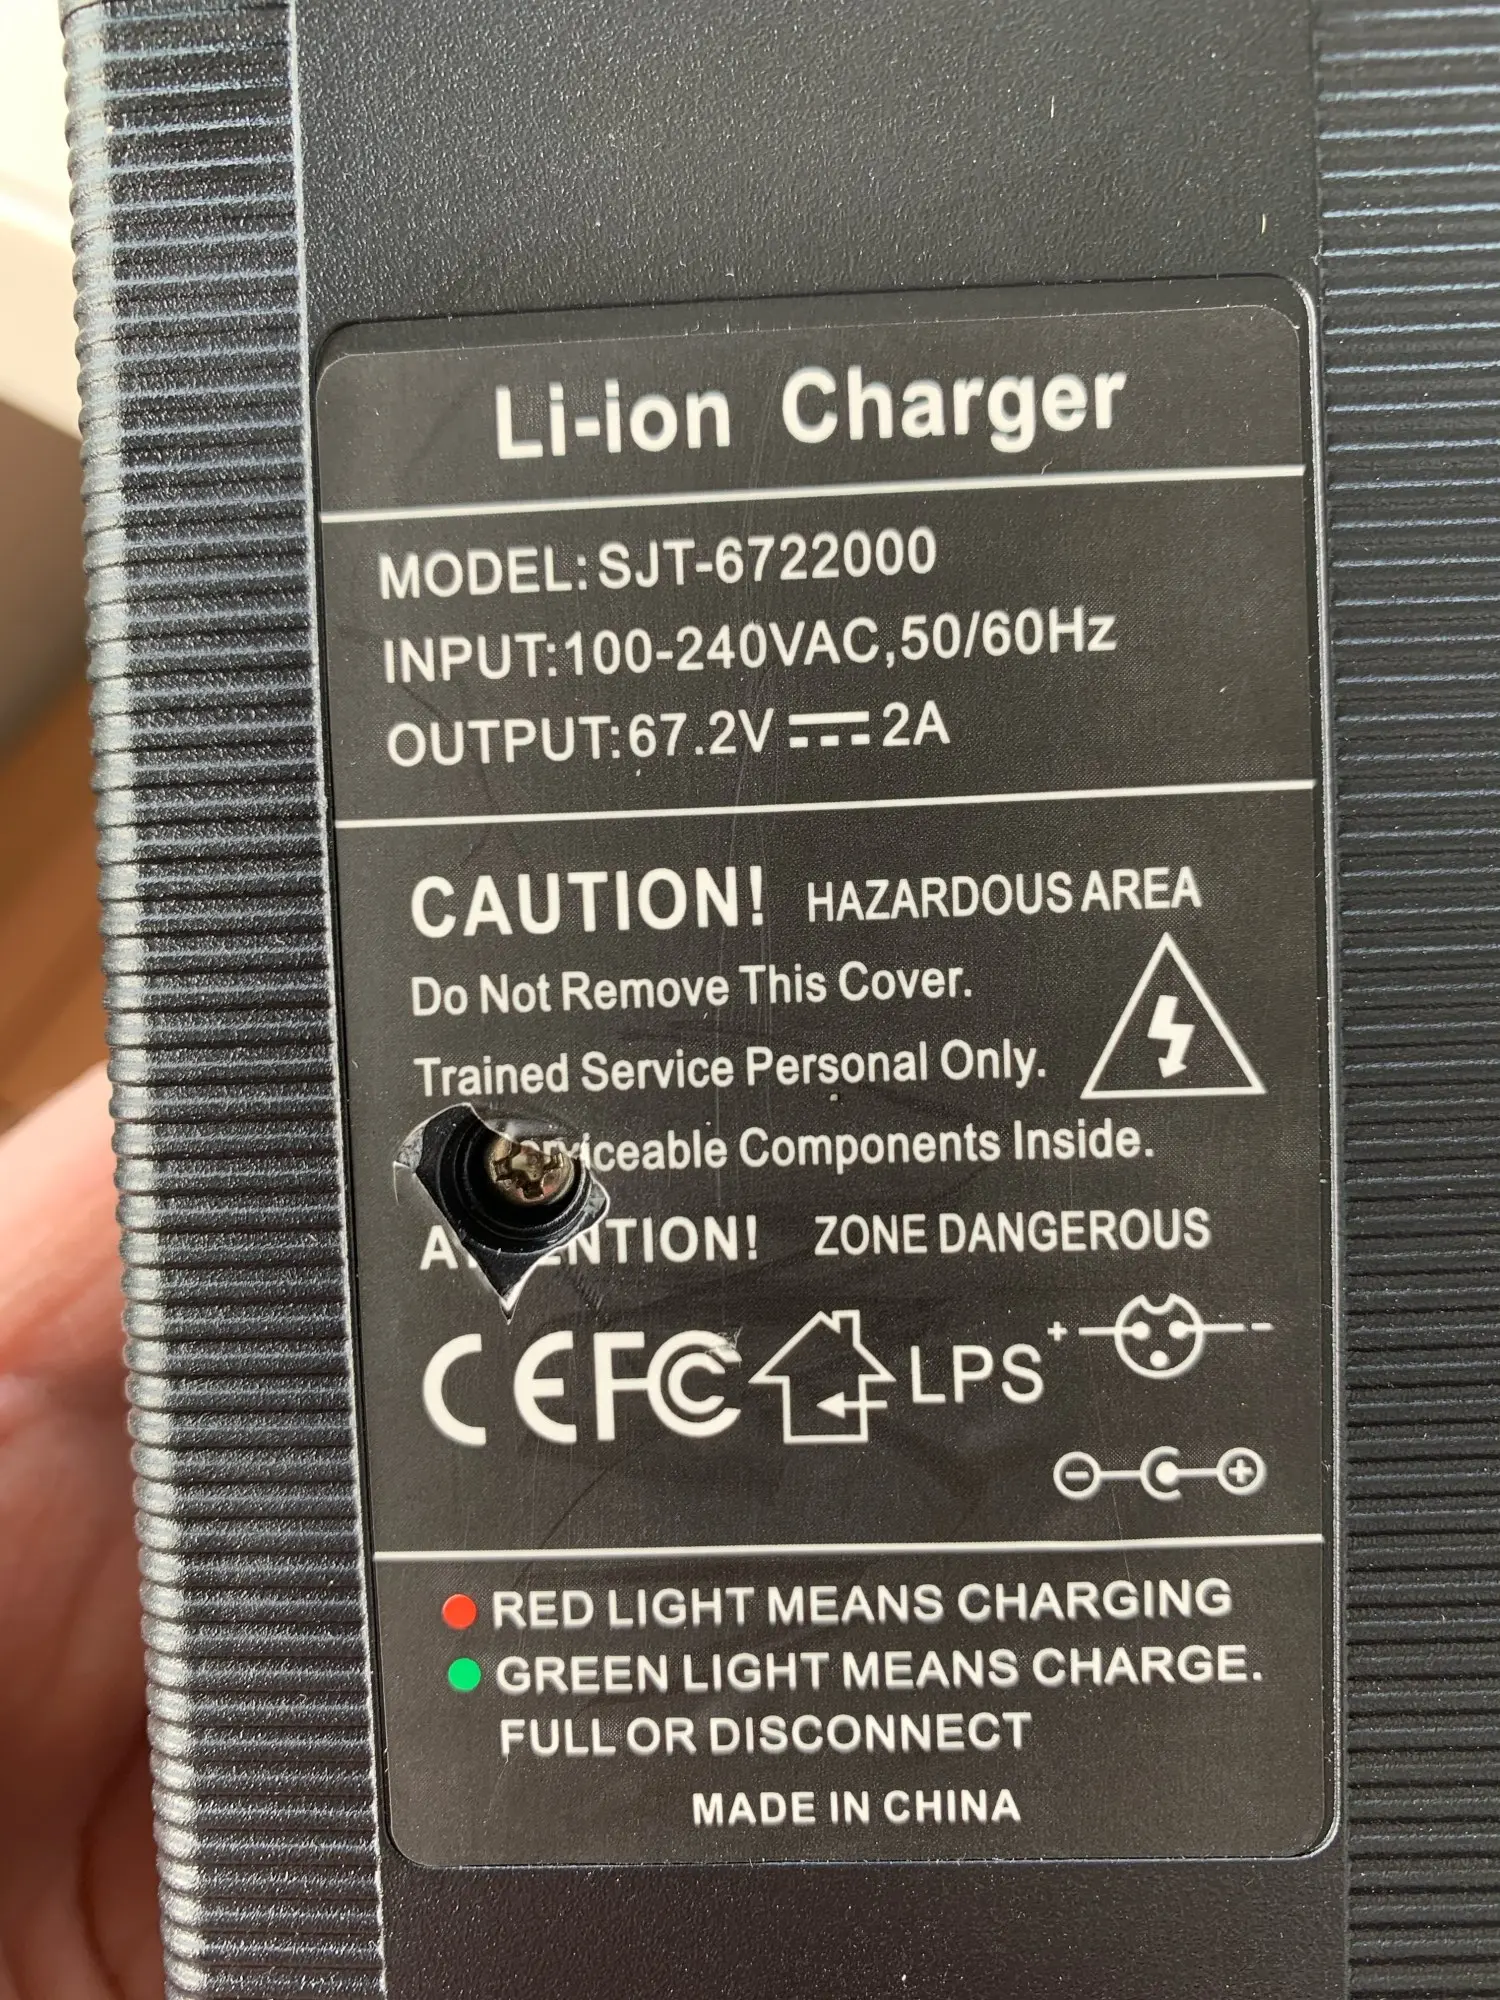 Li-ion Charger
MODEL:SJT-6722000
INPUT:100-240VAC,50/60Hz
OUTPUT:67.2V⎓2A
CAUTION! HAZARDOUS AREA
Do Not Remove This Cover.
Trained Service Personal Only.
Components Inside.
ZONE DANGEROUS
CE FC LPS + -
- +
RED LIGHT MEANS CHARGING
GREEN LIGHT MEANS CHARGE.
FULL OR DISCONNECT
MADE IN CHINA